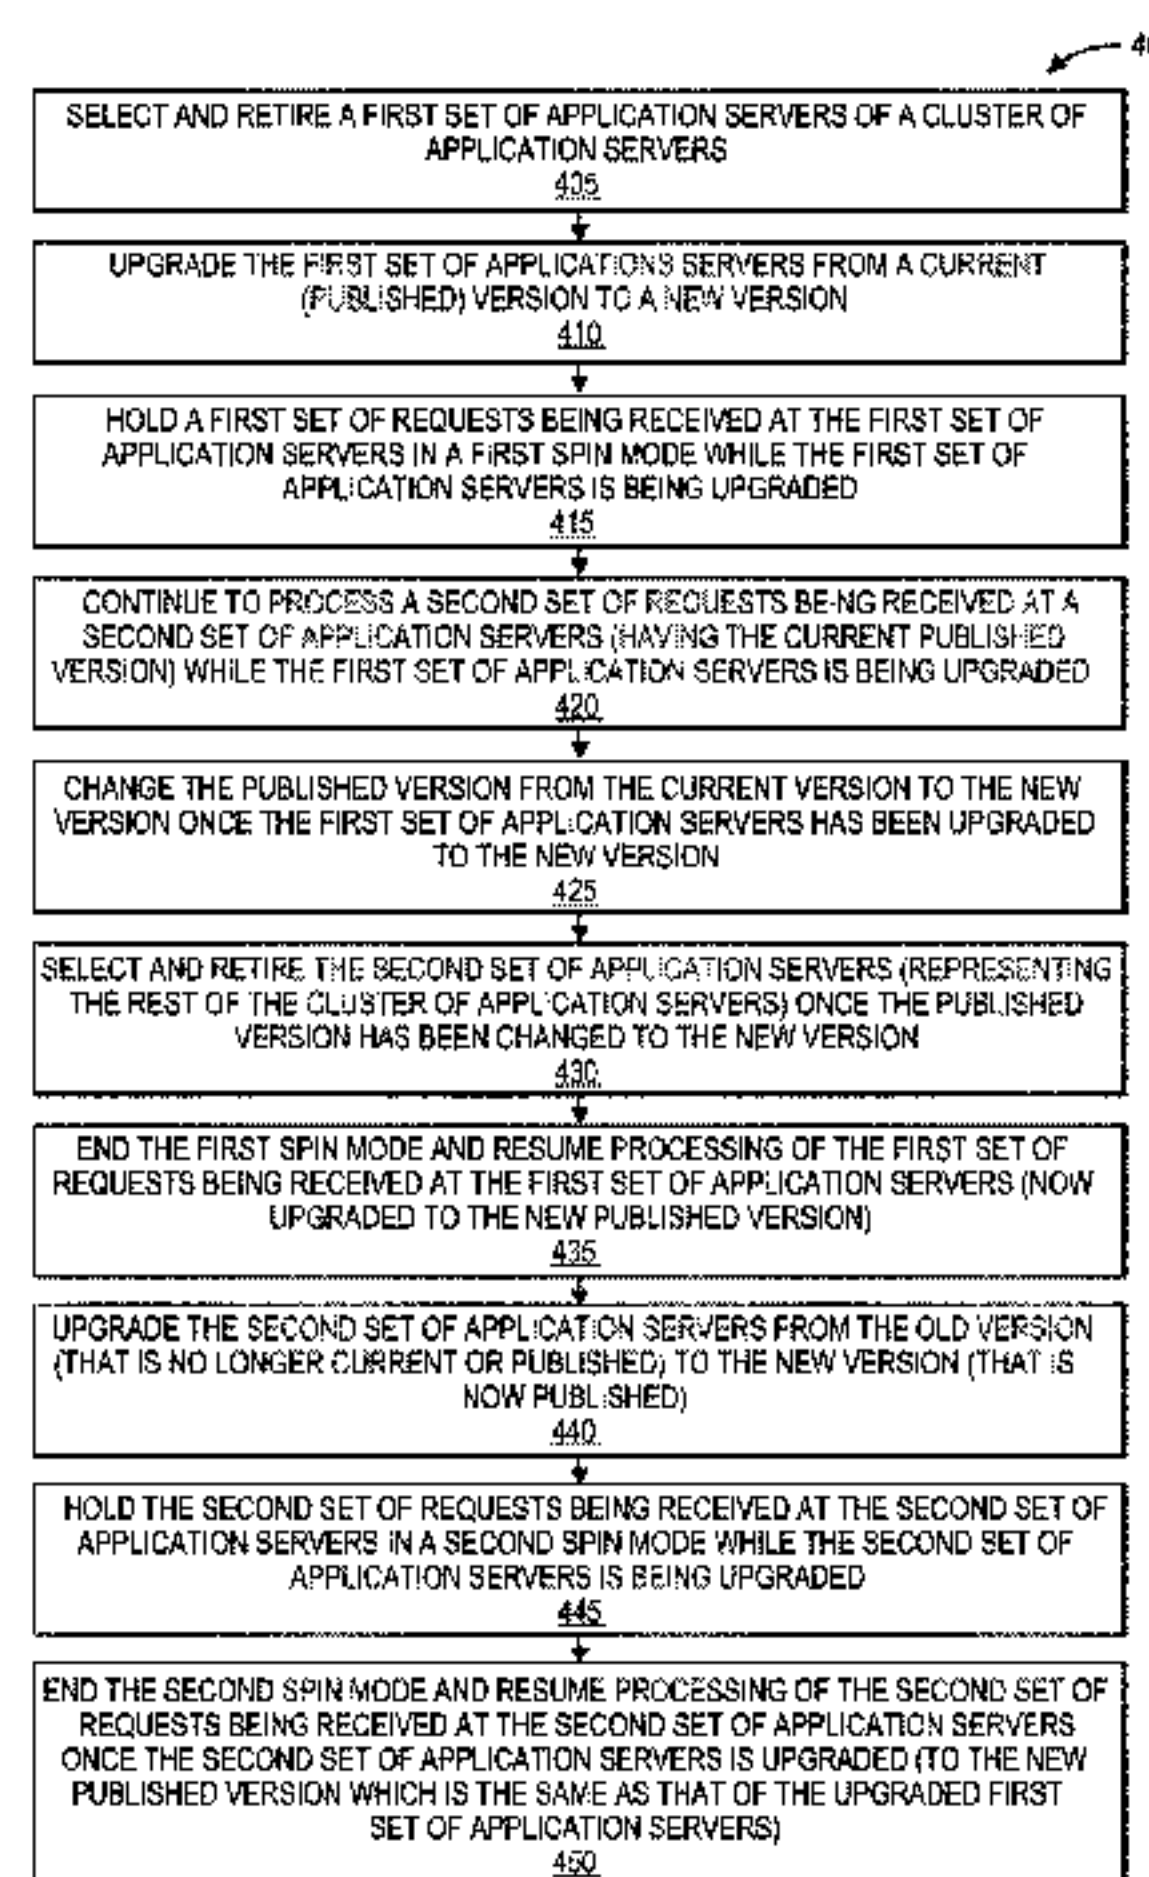 SELECT AND RETIRE A FIRST SET OF APPLICATION SERVERS OF A CLUSTER OF
APPLICATION SERVERS
405
UPGRADE THE FIRST SET OF APPLICATIONS SERVERS FROM A CURRENT
(PUBLISHED) VERSION TO A NEW VERSION
410
HOLD A FIRST SET OF REQUESTS BEING RECEIVED AT THE FIRST SET OF
APPLICATION SERVERS IN A FIRST SPIN MODE WHILE THE FIRST SET OF
APPLICATION SERVERS IS BEING UPGRADED
415
CONTINUE TO PROCESS A SECOND SET OF REQUESTS BEING RECEIVED AT A
SECOND SET OF APPLICATION SERVERS (HAVING THE CURRENT PUBLISHED
VERSION) WHILE THE FIRST SET OF APPLICATION SERVERS IS BEING UPGRADED
420
CHANGE THE PUBLISHED VERSION FROM THE CURRENT VERSION TO THE NEW
VERSION ONCE THE FIRST SET OF APPLICATION SERVERS HAS BEEN UPGRADED
TO THE NEW VERSION
425
SELECT AND RETIRE THE SECOND SET OF APPLICATION SERVERS (REPRESENTING
THE REST OF THE CLUSTER OF APPLICATION SERVERS) ONCE THE PUBLISHED
VERSION HAS BEEN CHANGED TO THE NEW VERSION
430
END THE FIRST SPIN MODE AND RESUME PROCESSING OF THE FIRST SET OF
REQUESTS BEING RECEIVED AT THE FIRST SET OF APPLICATION SERVERS (NOW
UPGRADED TO THE NEW PUBLISHED VERSION)
435
UPGRADE THE SECOND SET OF APPLICATION SERVERS FROM THE OLD VERSION
(THAT IS NO LONGER CURRENT OR PUBLISHED) TO THE NEW VERSION (THAT IS
NOW PUBLISHED)
440
HOLD THE SECOND SET OF REQUESTS BEING RECEIVED AT THE SECOND SET OF
APPLICATION SERVERS IN A SECOND SPIN MODE WHILE THE SECOND SET OF
APPLICATION SERVERS IS BEING UPGRADED
445
END THE SECOND SPIN MODE AND RESUME PROCESSING OF THE SECOND SET OF
REQUESTS BEING RECEIVED AT THE SECOND SET OF APPLICATION SERVERS
ONCE THE SECOND SET OF APPLICATION SERVERS IS UPGRADED (TO THE NEW
PUBLISHED VERSION WHICH IS THE SAME AS THAT OF THE UPGRADED FIRST
SET OF APPLICATION SERVERS)
450